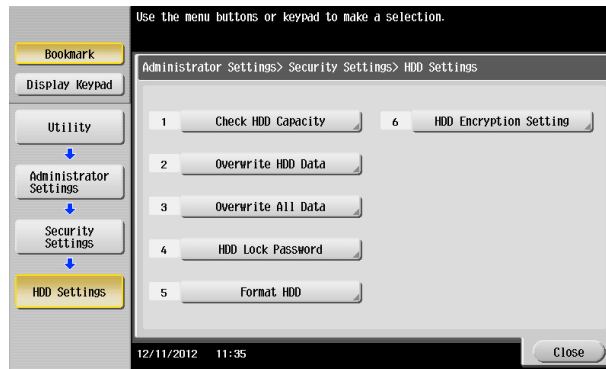 Use the menu buttons or keypad to make a selection.
Bookmark
Display Keypad
Utility
Administrator
Settings
Security
Settings
HDD Settings
Administrator Settings> Security Settings> HDD Settings
1 Check HDD Capacity
2 Overwrite HDD Data
3 Overwrite All Data
4 HDD Lock Password
5 Format HDD
6 HDD Encryption Setting
12/11/2012 11:35
Close